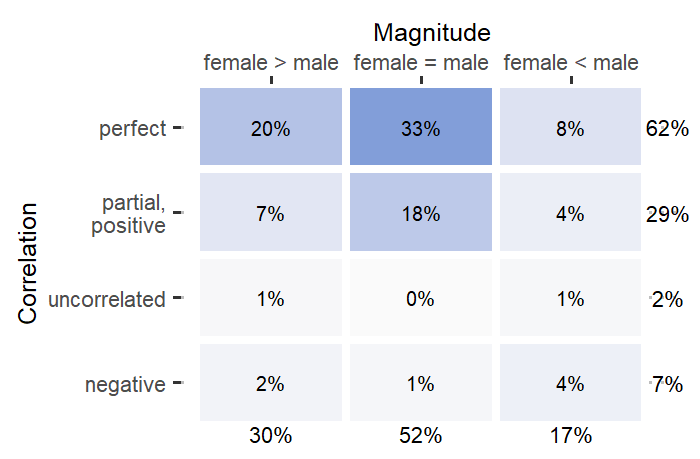 Magnitude
female > male female = male female < male
perfect 20% 33% 8% 62%
partial,
positive 7% 18% 4% 29%
Correlation
uncorrelated 1% 0% 1% 2%
negative 2% 1% 4% 7%
30% 52% 17%